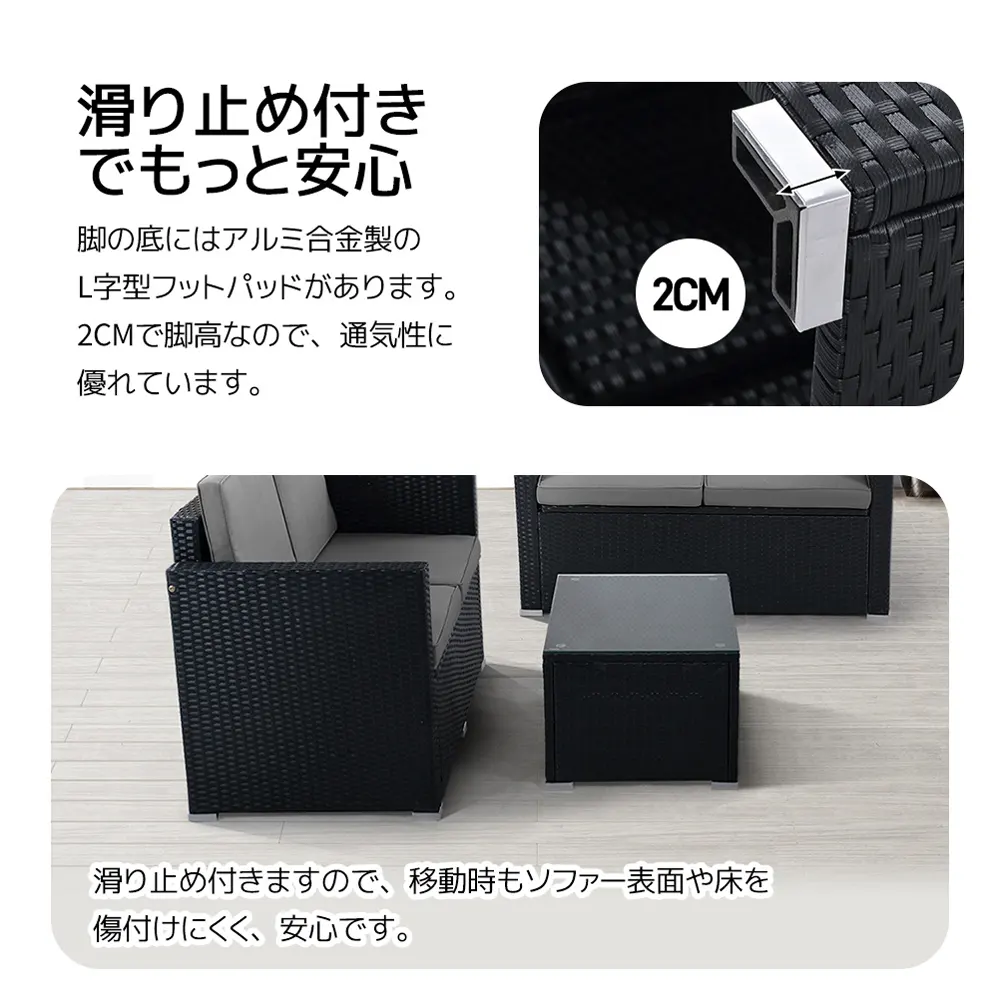 滑り止め付き
でもっと安心
脚の底にはアルミ合金製の
L字型フットパッドがあります。
2CMで脚高なので、通気性に
優れています。
2CM
滑り止め付きますので、移動時もソファー表面や床を
傷付けにくく、安心です。